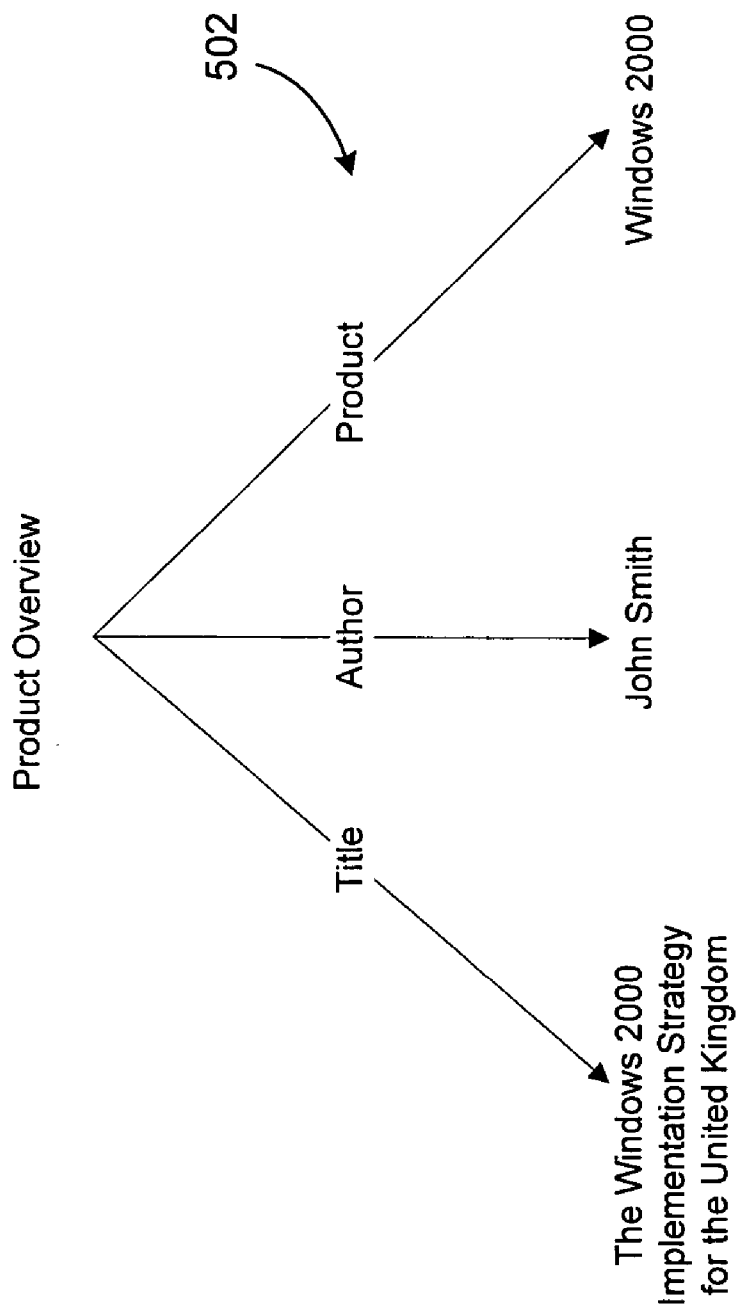 Product Overview
502
Title
Author
Product
The Windows 2000
Implementation Strategy
for the United Kingdom
John Smith
Windows 2000